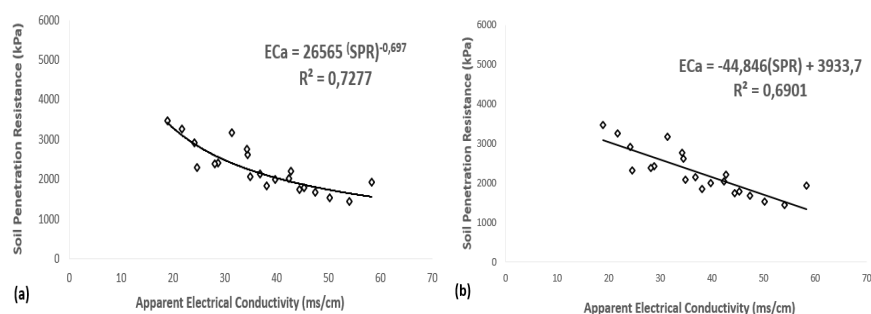 6000
5000
4000
3000
2000
1000
0
Soil Penetration Resistance (kPa)
ECa = 26565 (SPR)-0,697
R² = 0,7277
0 10 20 30 40 50 60 70
Apparent Electrical Conductivity (ms/cm)
(a)
6000
5000
4000
3000
2000
1000
0
Soil Penetration Resistance (kPa)
ECa = -44,846(SPR) + 3933,7
R² = 0,6901
0 10 20 30 40 50 60 70
Apparent Electrical Conductivity (ms/cm)
(b)